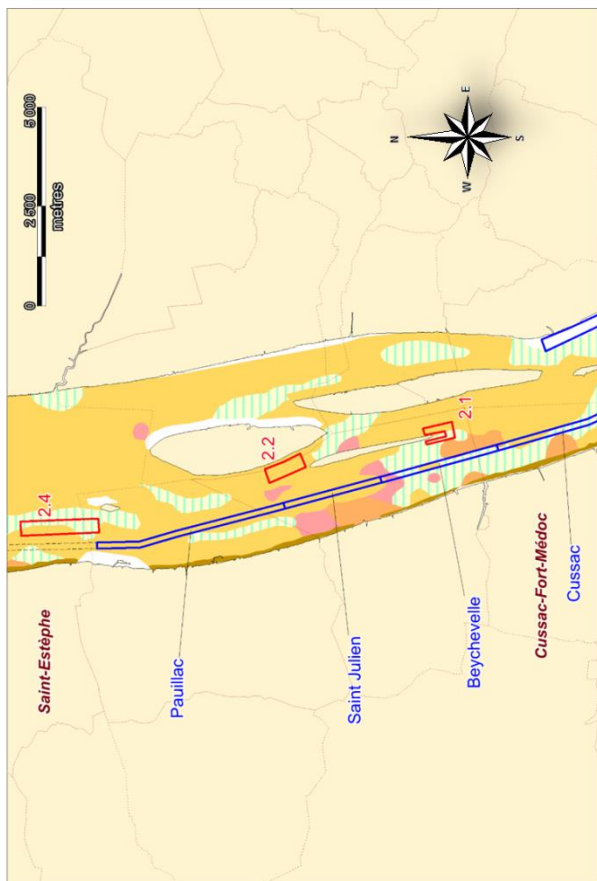 0 2 500 5 000
metres
N
W E
S
2.4
Saint-Estèphe
Pauillac
2.2
Saint Julien
2.1
Beychevelle
Cussac-Fort-Médoc
Cussac